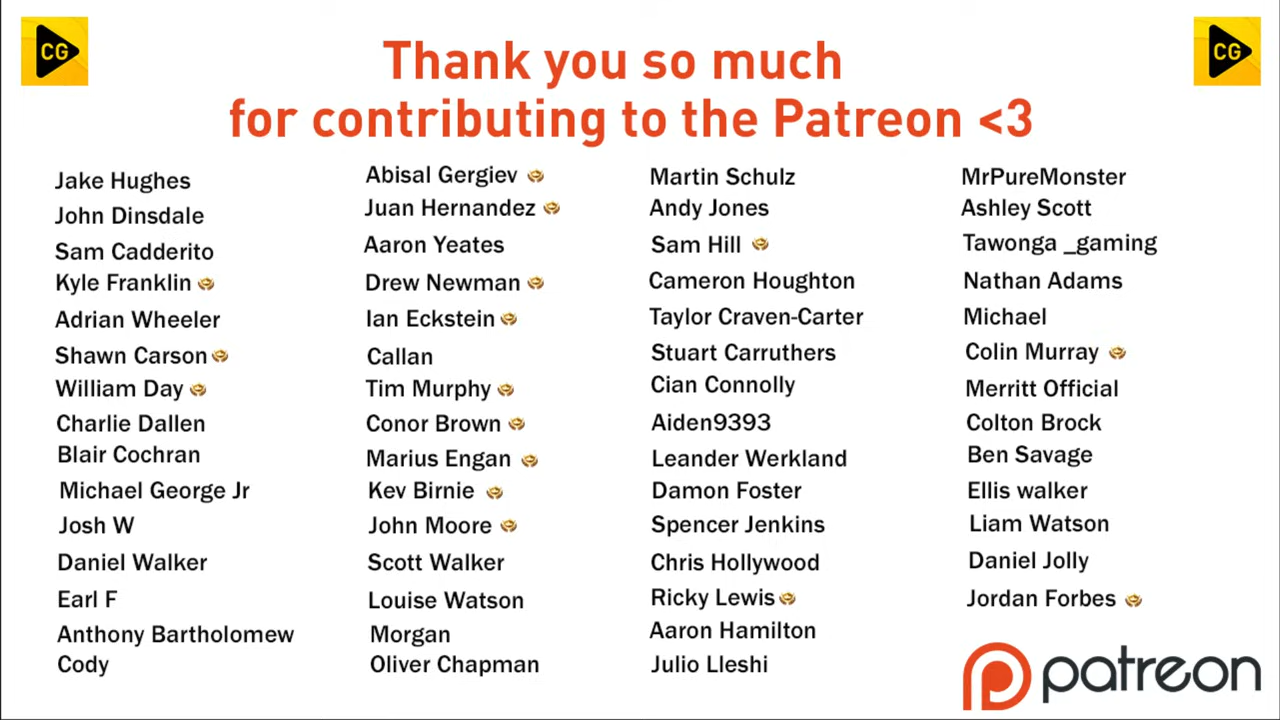 CG
CG
Thank you so much
for contributing to the Patreon <3
Jake Hughes
John Dinsdale
Sam Cadderito
Kyle Franklin
Adrian Wheeler
Shawn Carson
William Day
Charlie Dallen
Blair Cochran
Michael George Jr
Josh W
Daniel Walker
Earl F
Anthony Bartholomew
Cody
Abisal Gergiev
Juan Hernandez
Aaron Yeates
Drew Newman
Ian Eckstein
Callan
Tim Murphy
Conor Brown
Marius Engan
Kev Birnie
John Moore
Scott Walker
Louise Watson
Morgan
Oliver Chapman
Martin Schulz
Andy Jones
Sam Hill
Cameron Houghton
Taylor Craven-Carter
Stuart Carruthers
Cian Connolly
Aiden9393
Leander Werkland
Damon Foster
Spencer Jenkins
Chris Hollywood
Ricky Lewis
Aaron Hamilton
Julio Lleshi
MrPureMonster
Ashley Scott
Tawonga _gaming
Nathan Adams
Michael
Colin Murray
Merritt Official
Colton Brock
Ben Savage
Ellis walker
Liam Watson
Daniel Jolly
Jordan Forbes
patreon